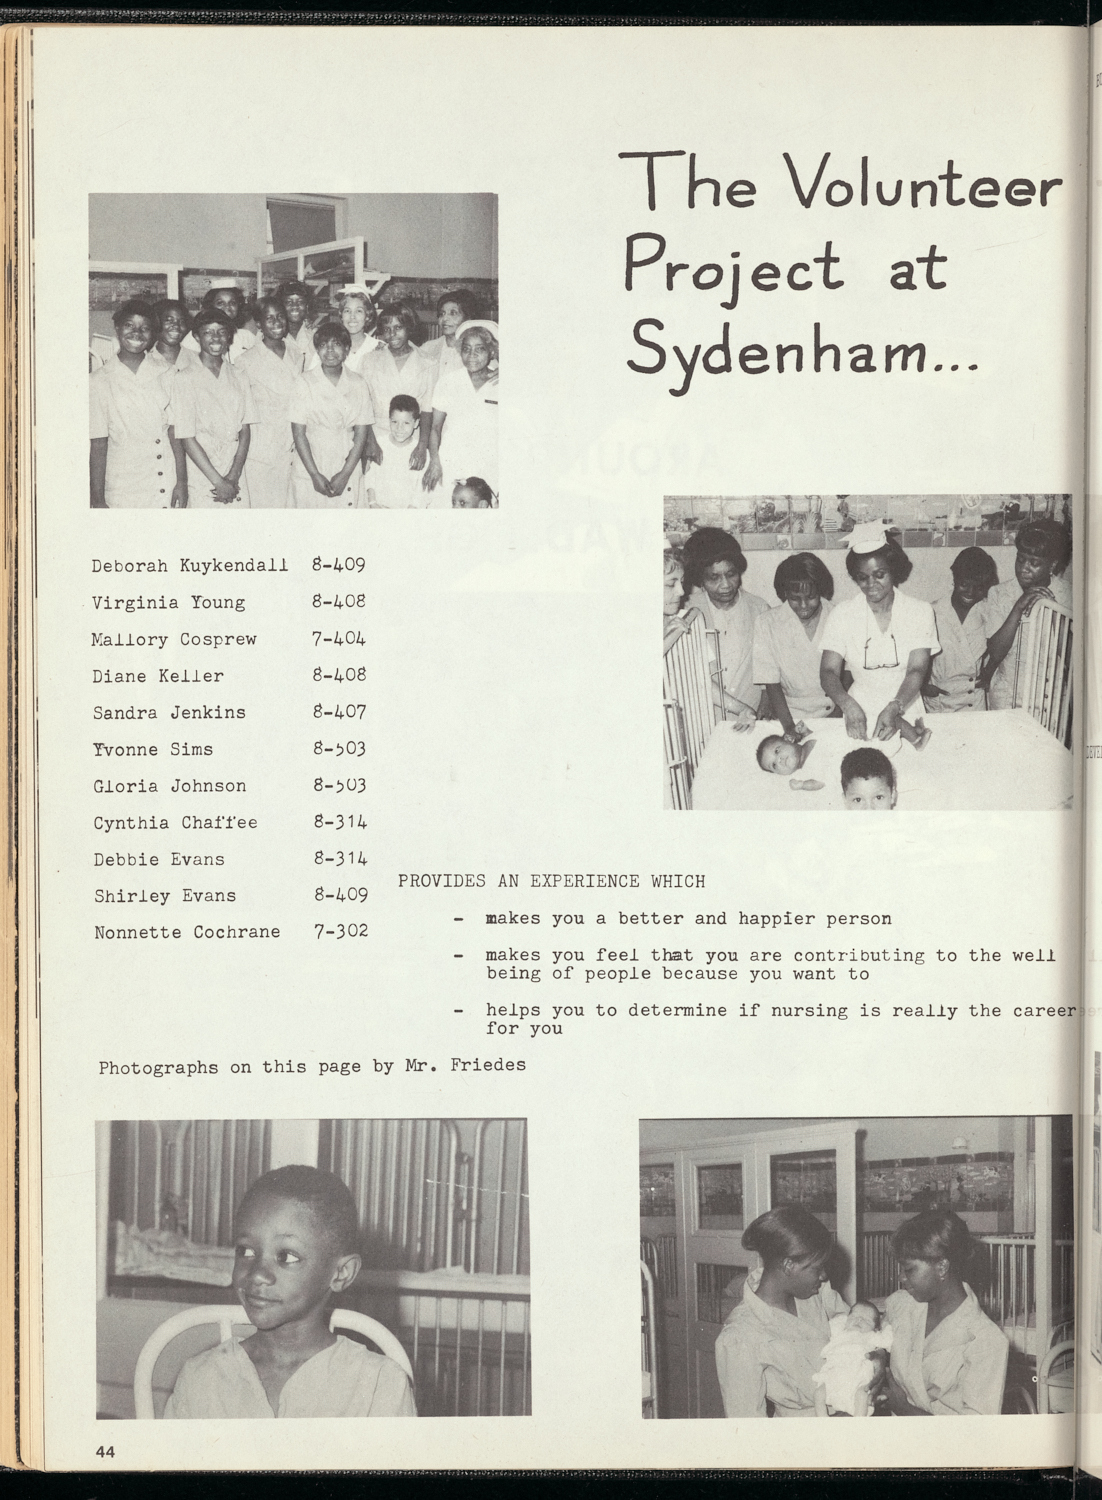 The Volunteer
Project at
Sydenham...
Deborah Kuykendall 8-409
Virginia Young 8-408
Mallory Cosprew 7-404
Diane Keller 8-408
Sandra Jenkins 8-407
Yvonne Sims 8-503
Gloria Johnson 8-503
Cynthia Chaffee 8-314
Debbie Evans 8-314
Shirley Evans 8-409
Nonnette Cochrane 7-302
PROVIDES AN EXPERIENCE WHICH
- makes you a better and happier person
- makes you feel that you are contributing to the well
being of people because you want to
- helps you to determine if nursing is really the career
for you
Photographs on this page by Mr. Friedes
44